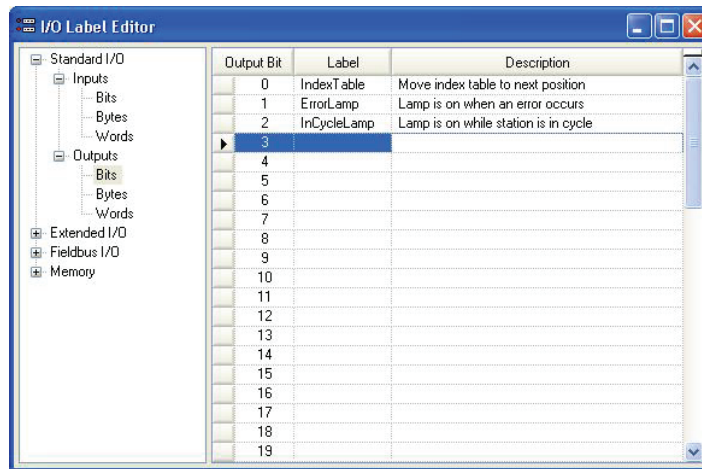 I/O Label Editor
Standard I/O
Inputs
Bits
Bytes
Words
Outputs
Bits
Bytes
Words
Extended I/O
Fieldbus I/O
Memory
Output Bit Label Description
0 IndexTable Move index table to next position
1 ErrorLamp Lamp is on when an error occurs
2 InCycleLamp Lamp is on while station is in cycle
3
4
5
6
7
8
9
10
11
12
13
14
15
16
17
18
19